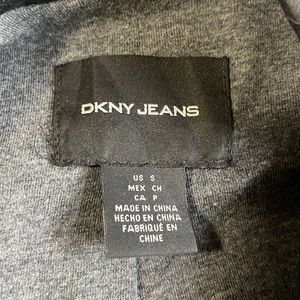 DKNY JEANS
US S
MEX CH
CA P
MADE IN CHINA
HECHO EN CHINA
FABRIQUÉ EN
CHINE